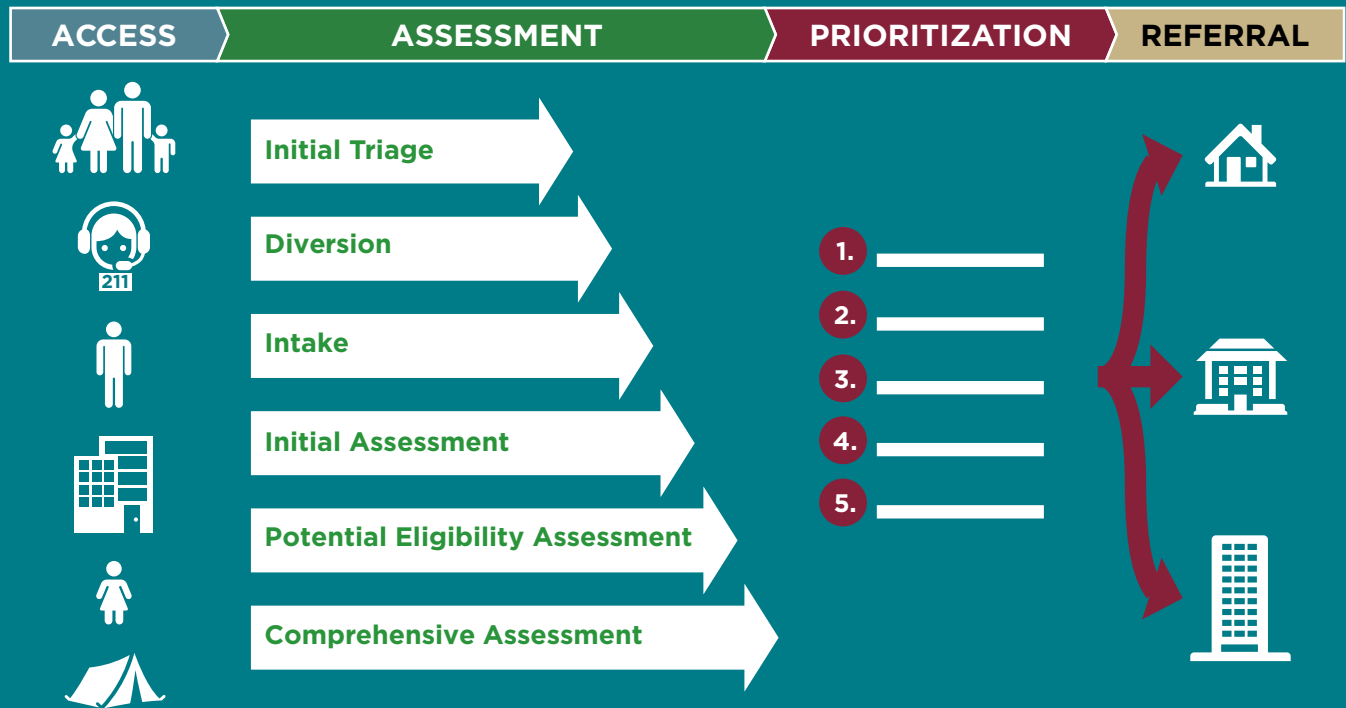 ACCESS
ASSESSMENT
PRIORITIZATION
REFERRAL
211
Initial Triage
Diversion
Intake
Initial Assessment
Potential Eligibility Assessment
Comprehensive Assessment
1.
2.
3.
4.
5.